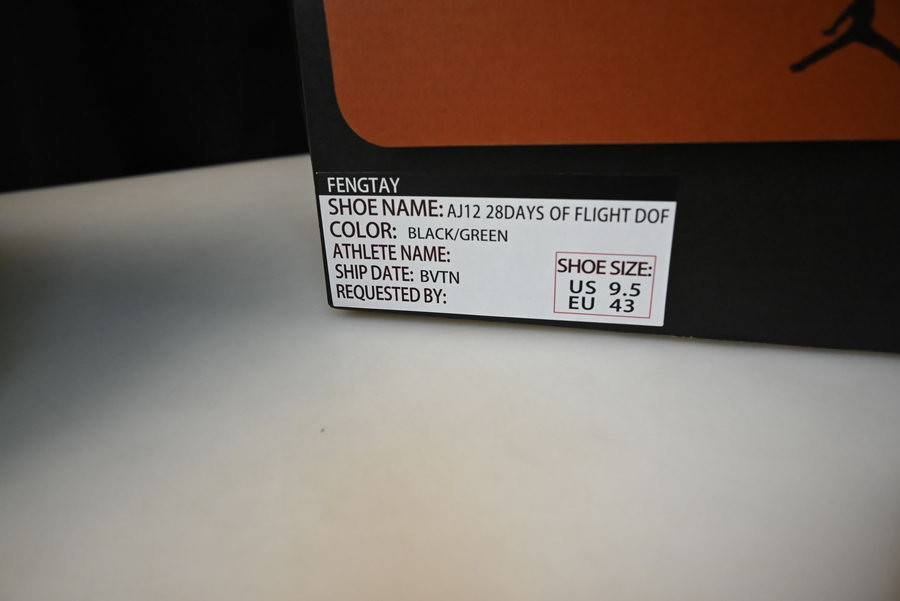 FENGTAY
SHOE NAME: AJ12 28DAYS OF FLIGHT DOF
COLOR: BLACK/GREEN
ATHLETE NAME:
SHIP DATE: BVTN
REQUESTED BY:
SHOE SIZE:
US 9.5
EU 43